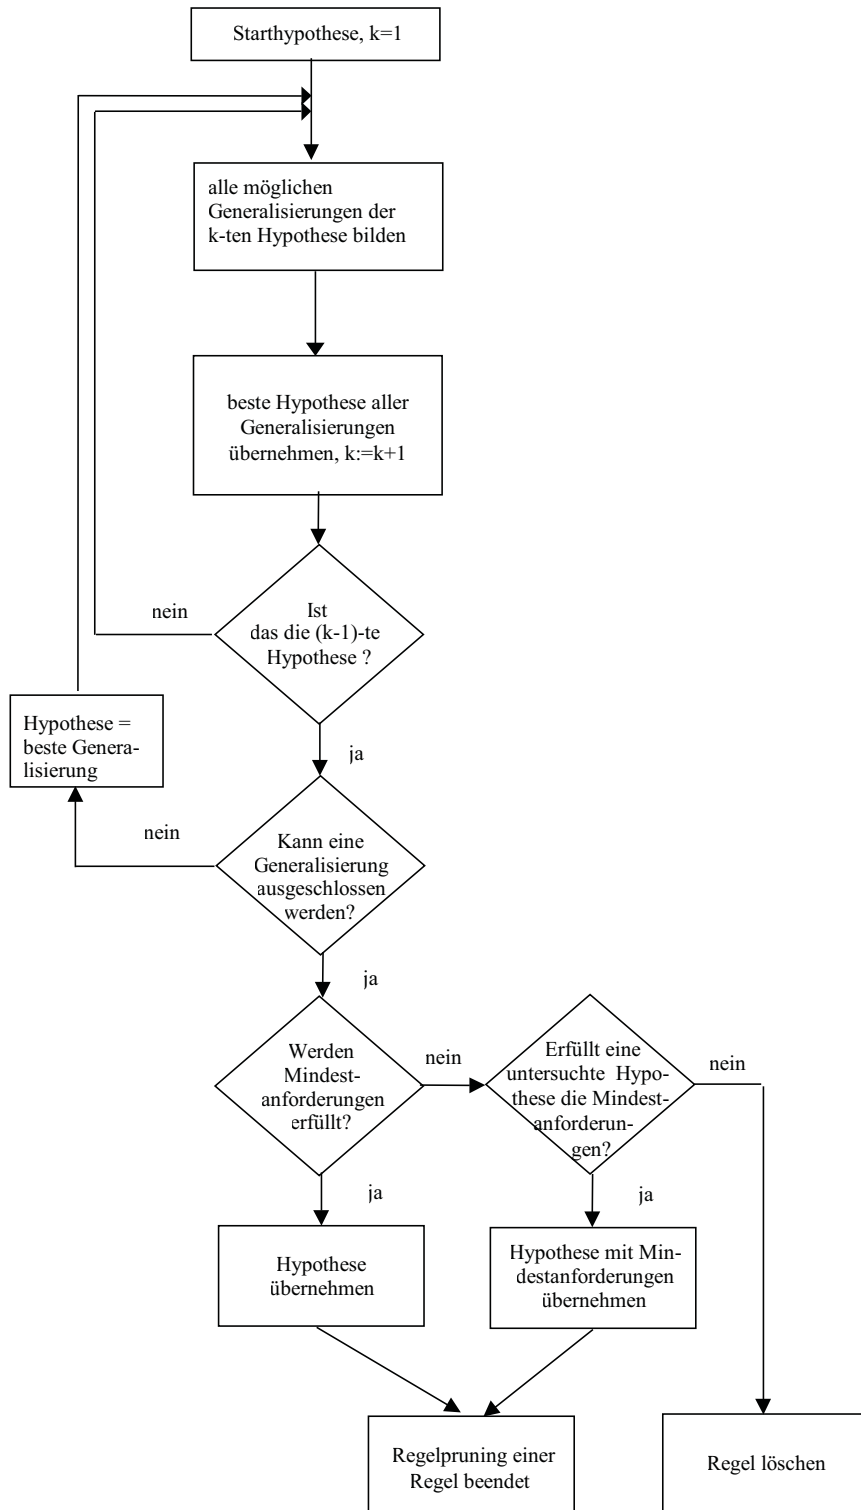 Starthypothese, k=1
alle möglichen
Generalisierungen der
k-ten Hypothese bilden
beste Hypothese aller
Generalisierungen
übernehmen, k:=k+1
nein
Ist
das die (k-1)-te
Hypothese ?
Hypothese =
beste Genera-
lisierung
ja
nein
Kann eine
Generalisierung
ausgeschlossen
werden?
ja
Werden
Mindest-
anforderungen
erfüllt?
nein
Erfüllt eine
untersuchte Hypo-
these die Mindest-
anforderun-
gen?
nein
ja
ja
Hypothese
übernehmen
Hypothese mit Min-
destanforderungen
übernehmen
Regelpruning einer
Regel beendet
Regel löschen